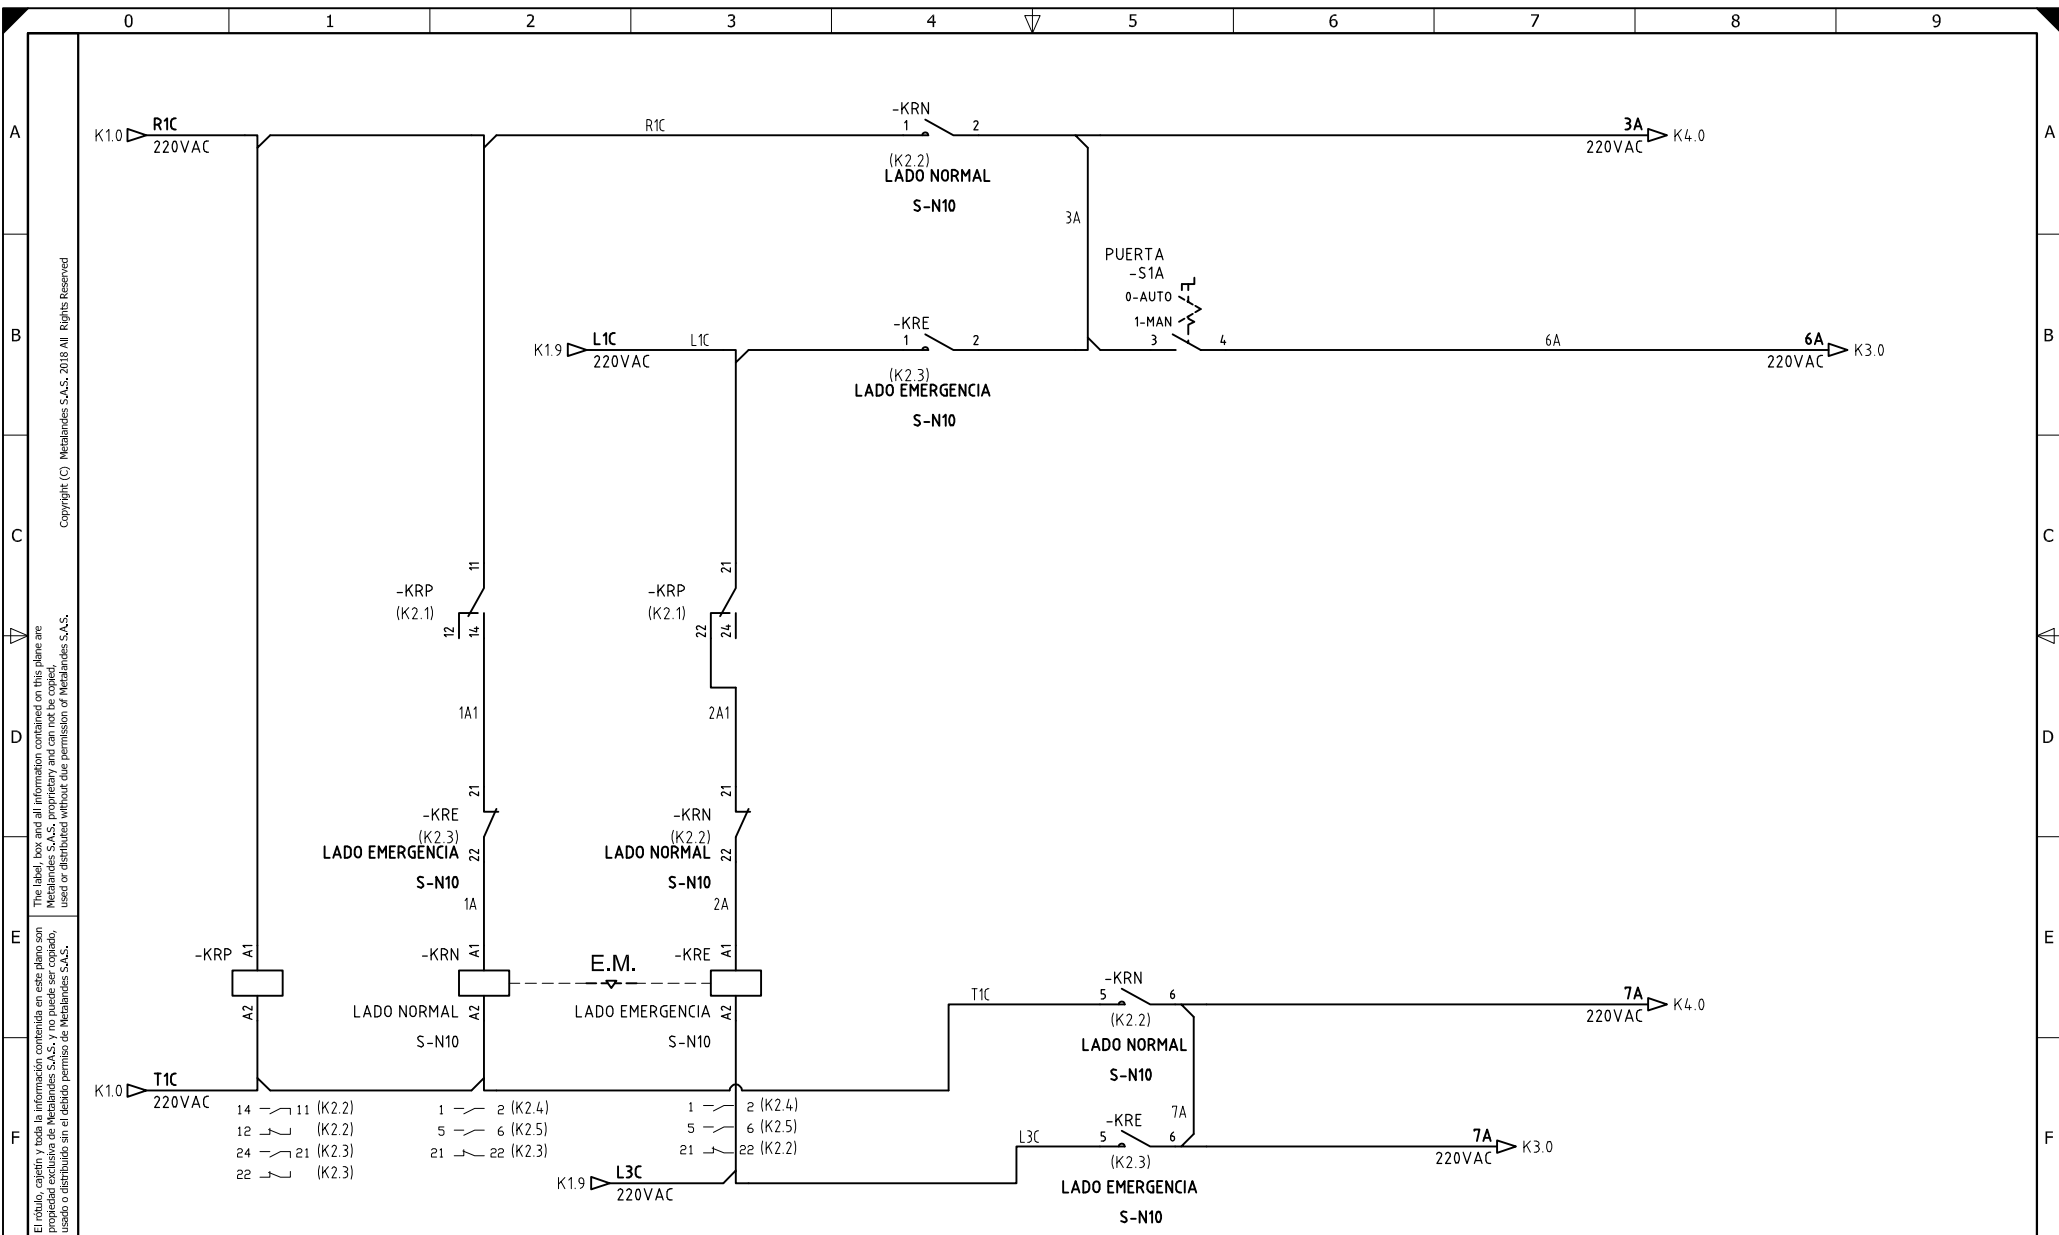 0 1 2 3 4 5 6 7 8 9
A
B
C
D
E
F
A
B
C
D
E
F
Copyright (C) Metalandes S.A.S. 2018 All Rights Reserved
The label, box and all information contained on this plane are
Metalandes S.A.S. proprietary and can not be copied,
used or distributed without due permission of Metalandes S.A.S.
El rótulo, cajetín y toda la información contenida en este plano son
propiedad exclusiva de Metalandes S.A.S. y no puede ser copiado,
usado o distribuido sin el debido permiso de Metalandes S.A.S.
K1.0 R1C
220VAC
R1C
-KRN
1 2
(K2.2)
LADO NORMAL
S-N10
3A
220VAC
K4.0
3A
PUERTA
-S1A
0-AUTO
1-MAN
3 4
6A
6A
220VAC
K3.0
K1.9 L1C
220VAC
L1C
-KRE
1 2
(K2.3)
LADO EMERGENCIA
S-N10
-KRP
(K2.1)
11
12 14
-KRP
(K2.1)
21
22 24
1A1
2A1
-KRE
(K2.3)
LADO EMERGENCIA
S-N10
21
22
-KRN
(K2.2)
LADO NORMAL
S-N10
21
22
1A
2A
-KRP
A1
A2
-KRN
A1
A2
LADO NORMAL
S-N10
E.M.
-KRE
A1
A2
LADO EMERGENCIA
S-N10
T1C
-KRN
5 6
(K2.2)
LADO NORMAL
S-N10
7A
220VAC
K4.0
K1.0 T1C
220VAC
14 11 (K2.2)
12 (K2.2)
24 21 (K2.3)
22 (K2.3)
1 2 (K2.4)
5 6 (K2.5)
21 22 (K2.3)
1 2 (K2.4)
5 6 (K2.5)
21 22 (K2.2)
K1.9 L3C
220VAC
L3C
7A
-KRE
5 6
(K2.3)
LADO EMERGENCIA
S-N10
7A
220VAC
K3.0